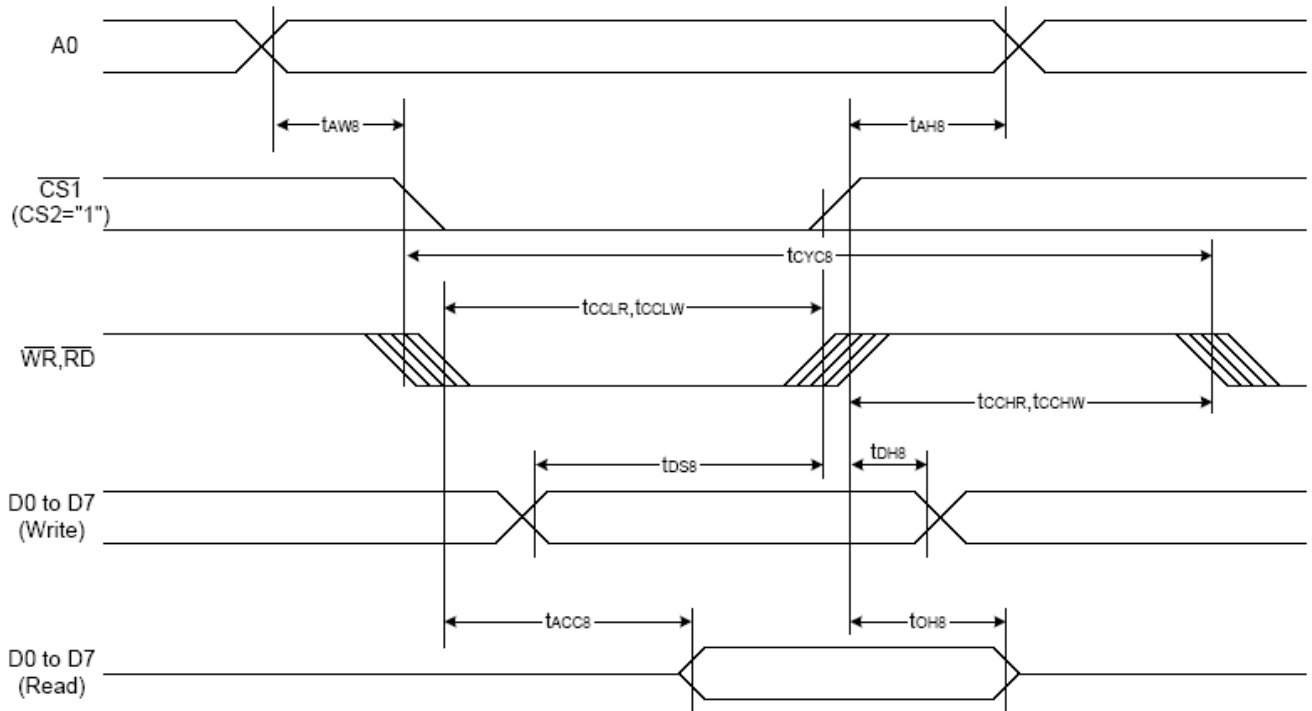 A0
tAW8
tAH8
CS1
(CS2="1")
tCYC8
tCCLR,tCCLW
WR,RD
tCCHR,tCCHW
tDS8
tDH8
D0 to D7
(Write)
tACC8
tOH8
D0 to D7
(Read)